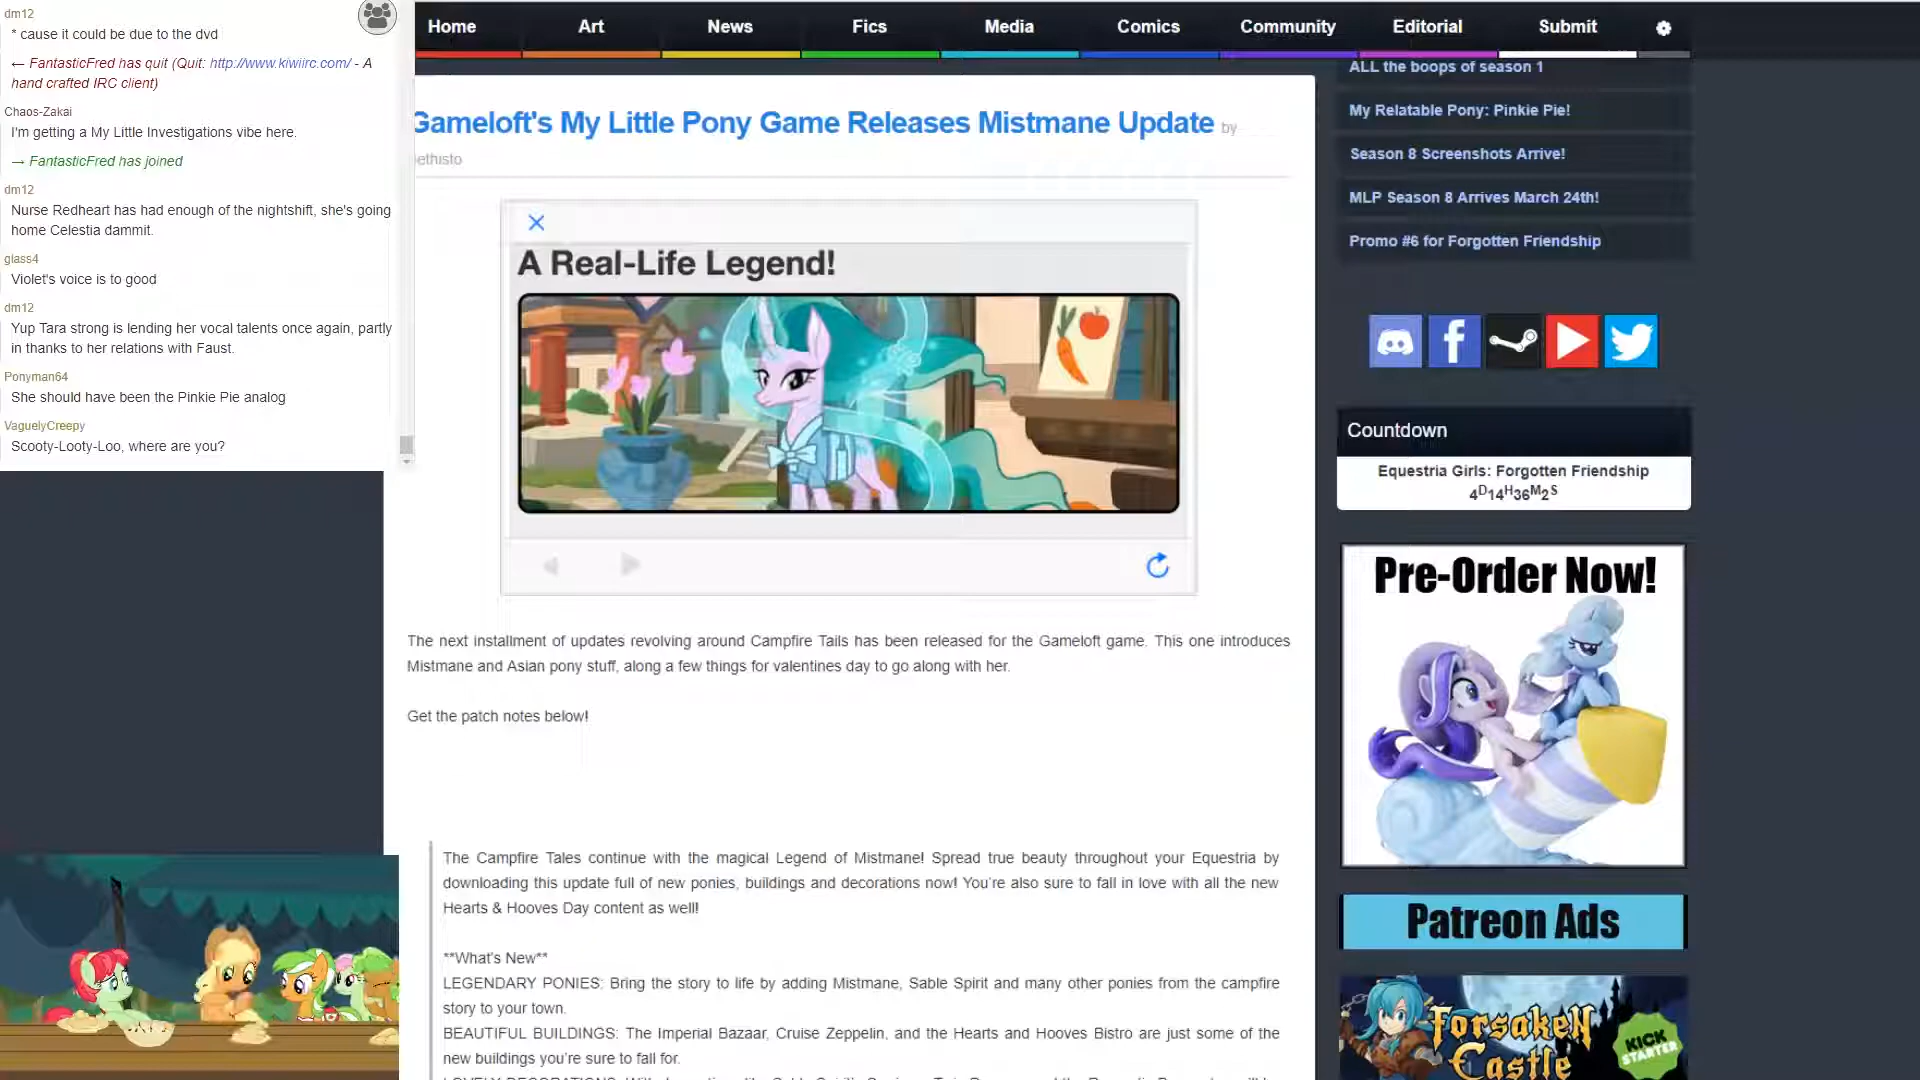 dm12
* cause it could be due to the dvd
← FantasticFred has quit (Quit: http://www.kiwiirc.com/ - A
hand crafted IRC client)
Chaos-Zakai
I'm getting a My Little Investigations vibe here.
→ FantasticFred has joined
dm12
Nurse Redheart has had enough of the nightshift, she's going
home Celestia dammit.
glass4
Violet's voice is to good
dm12
Yup Tara strong is lending her vocal talents once again, partly
in thanks to her relations with Faust.
Ponyman64
She should have been the Pinkie Pie analog
VaguelyCreepy
Scooty-Looty-Loo, where are you?
Home Art News Fics Media Comics Community Editorial Submit
Gameloft's My Little Pony Game Releases Mistmane Update by
ethisto
A Real-Life Legend!
The next installment of updates revolving around Campfire Tails has been released for the Gameloft game. This one introduces
Mistmane and Asian pony stuff, along a few things for valentines day to go along with her.
Get the patch notes below!
The Campfire Tales continue with the magical Legend of Mistmane! Spread true beauty throughout your Equestria by
downloading this update full of new ponies, buildings and decorations now! You're also sure to fall in love with all the new
Hearts & Hooves Day content as well!
**What's New**
LEGENDARY PONIES: Bring the story to life by adding Mistmane, Sable Spirit and many other ponies from the campfire
story to your town.
BEAUTIFUL BUILDINGS: The Imperial Bazaar, Cruise Zeppelin, and the Hearts and Hooves Bistro are just some of the
new buildings you're sure to fall for.
ALL the boops of season 1
My Relatable Pony: Pinkie Pie!
Season 8 Screenshots Arrive!
MLP Season 8 Arrives March 24th!
Promo #6 for Forgotten Friendship
Countdown
Equestria Girls: Forgotten Friendship
4D14H36M2S
Pre-Order Now!
Patreon Ads
Forsaken
Castle
KICK
STARTER